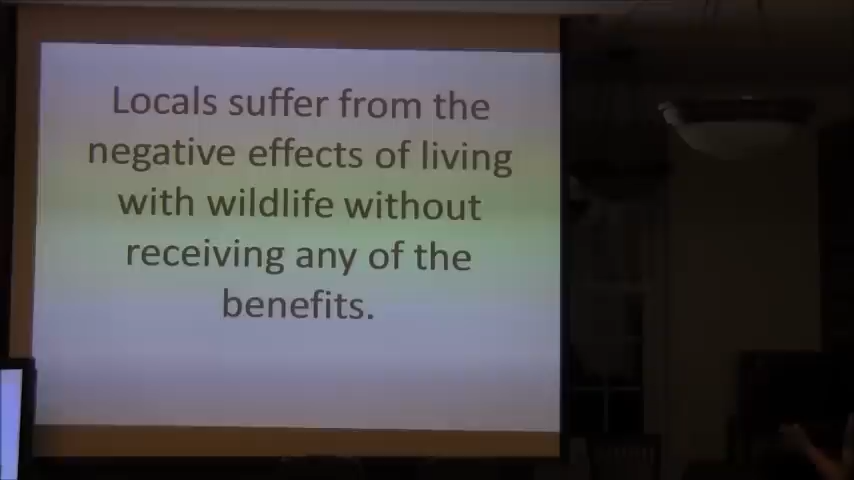 Locals suffer from the
negative effects of living
with wildlife without
receiving any of the
benefits.